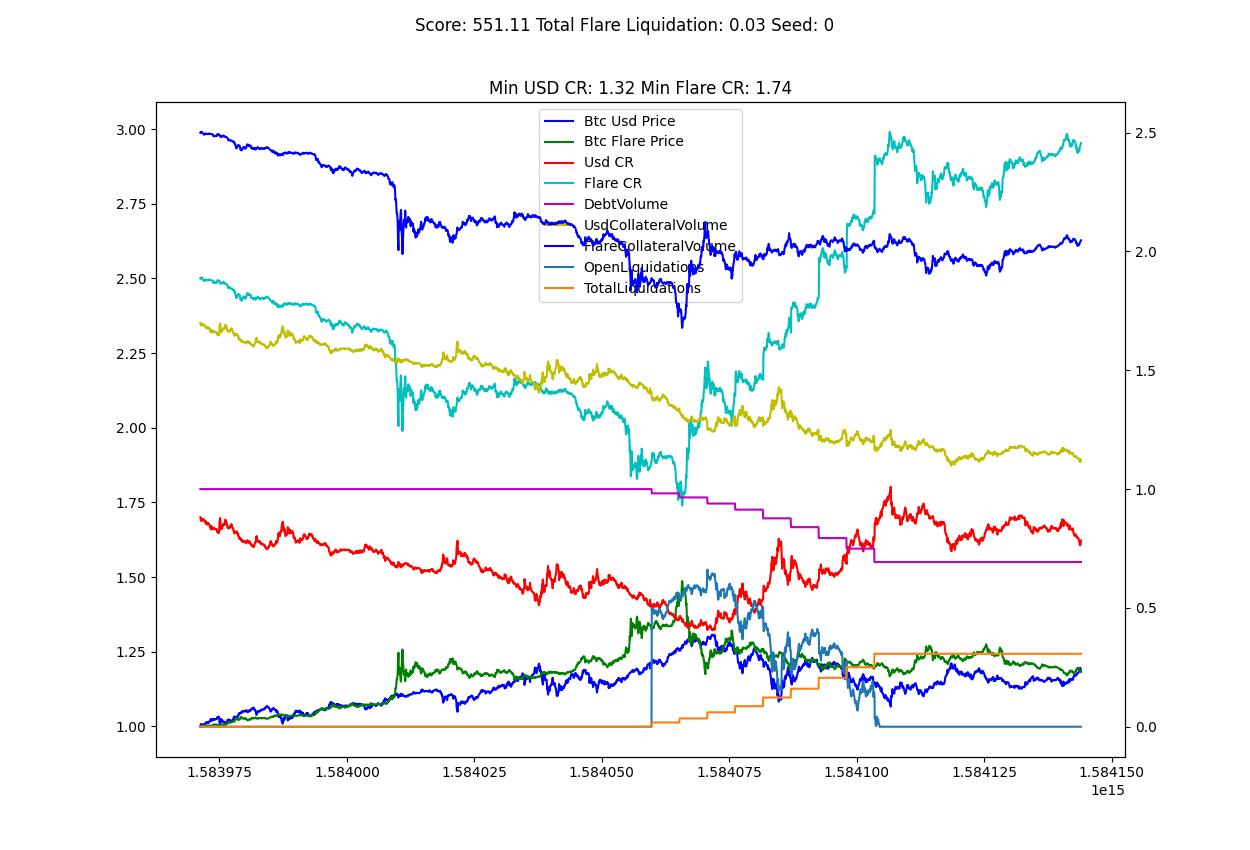 Score: 551.11 Total Flare Liquidation: 0.03 Seed: 0
Min USD CR: 1.32 Min Flare CR: 1.74
Btc Usd Price
Btc Flare Price
Usd CR
Flare CR
DebtVolume
UsdCollateralVolume
FlareCollateralVolume
OpenLiquidations
TotalLiquidations
3.00
2.75
2.50
2.25
2.00
1.75
1.50
1.25
1.00
2.5
2.0
1.5
1.0
0.5
0.0
1.583975
1.584000
1.584025
1.584050
1.584075
1.584100
1.584125
1.584150
1e15